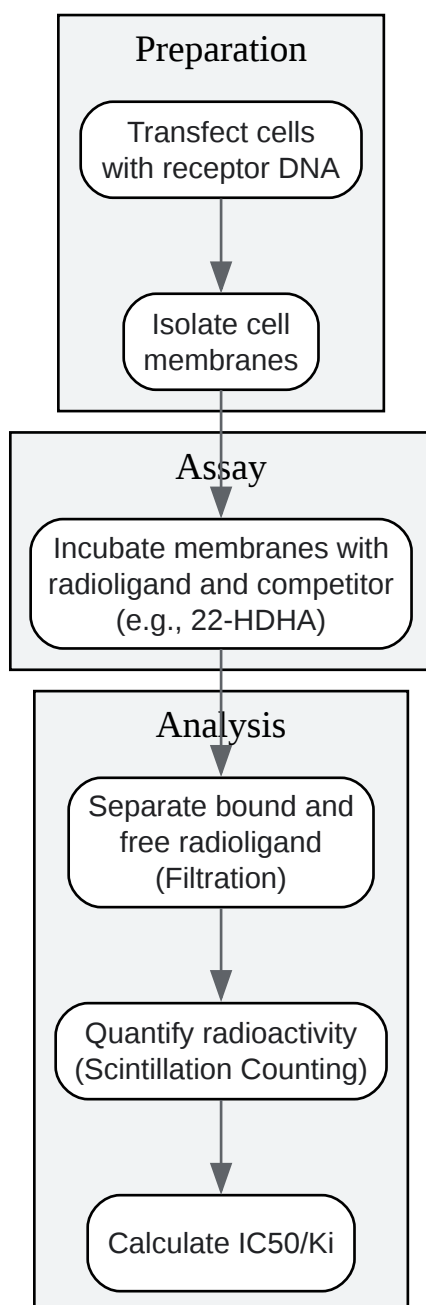 Preparation
Transfect cells
with receptor DNA
Isolate cell
membranes
Assay
Incubate membranes with
radioligand and competitor
(e.g., 22-HDHA)
Analysis
Separate bound and
free radioligand
(Filtration)
Quantify radioactivity
(Scintillation Counting)
Calculate IC50/Ki